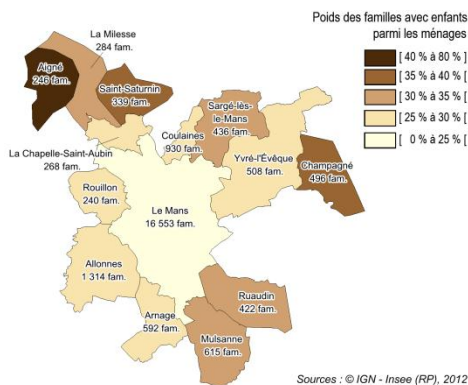 Poids des familles avec enfants
parmi les ménages
[ 40 % à 80 % [
[ 35 % à 40 % [
[ 30 % à 35 % [
[ 25 % à 30 % [
[ 0 % à 25 % [
La Milesse
284 fam.
Aigné
246 fam.
Saint-Saturnin
339 fam.
Sargé-lès-
le-Mans
436 fam.
Coulaines
930 fam.
Yvré-l'Évêque
508 fam.
Champagné
496 fam.
La Chapelle-Saint-Aubin
268 fam.
Rouillon
240 fam.
Le Mans
16 553 fam.
Allonnes
1 314 fam.
Arnage
592 fam.
Ruaudin
422 fam.
Mulsanne
615 fam.
Sources : © IGN - Insee (RP), 2012